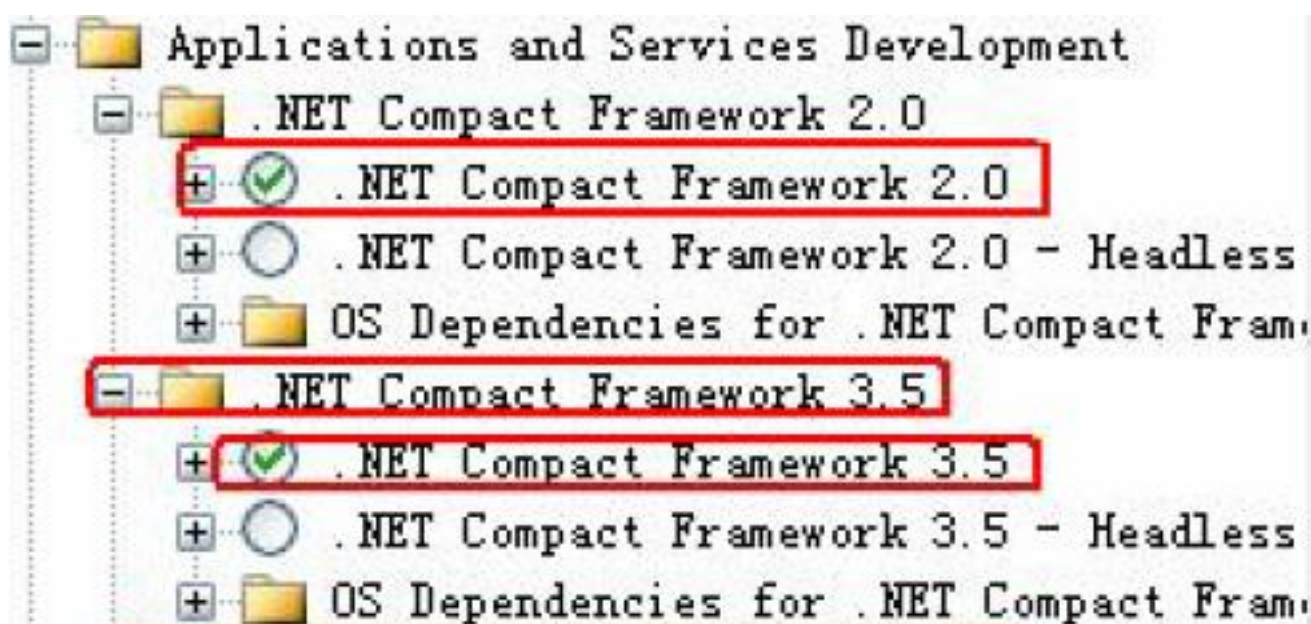 Applications and Services Development
.NET Compact Framework 2.0
.NET Compact Framework 2.0
.NET Compact Framework 2.0 - Headless
OS Dependencies for .NET Compact
.NET Compact Framework 3.5
.NET Compact Framework 3.5
.NET Compact Framework 3.5 - Headless
OS Dependencies for .NET Compact